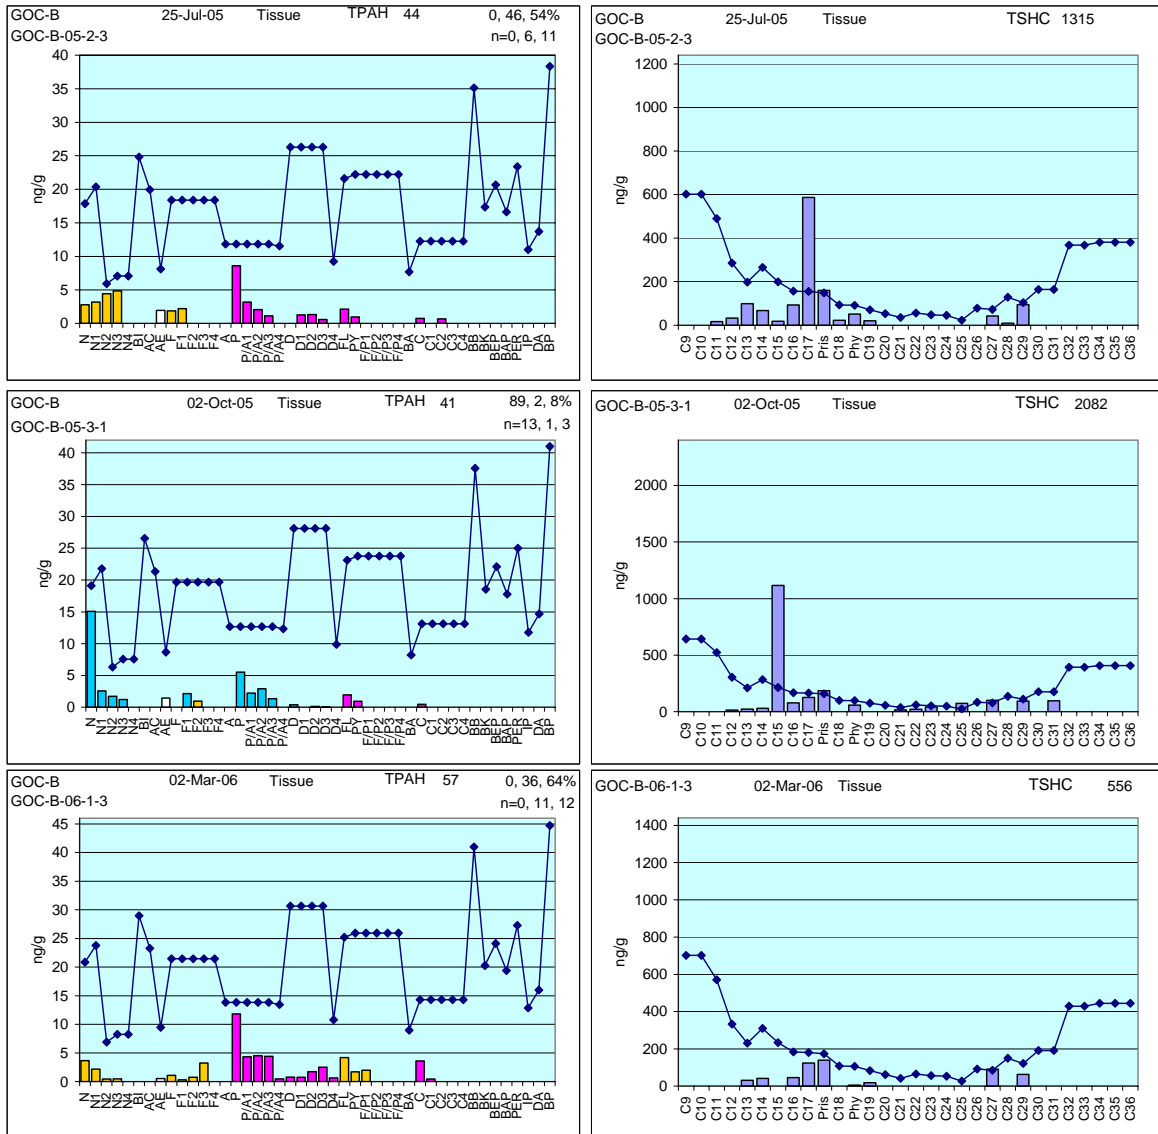 GOC-B 25-Jul-05 Tissue TPAH 44 0, 46, 54%
GOC-B-05-2-3 n=0, 6, 11
40
35
30
25
20
15
10
5
0
ng/g
N N1 N2 N3 N4 BI AC AE F F1 F2 F3 F4 A P P/A1 P/A2 P/A3 P/A4 D D1 D2 D3 D4 FL PY F/P1 F/P2 F/P3 F/P4 BA C C1 C2 C3 C4 BB BK BEP BAP PER IP DA BP
GOC-B 25-Jul-05 Tissue TSHC 1315
GOC-B-05-2-3
1200
1000
800
600
400
200
0
ng/g
C9 C10 C11 C12 C13 C14 C15 C16 C17 Pris C18 Phy C19 C20 C21 C22 C23 C24 C25 C26 C27 C28 C29 C30 C31 C32 C33 C34 C35 C36
GOC-B 02-Oct-05 Tissue TPAH 41 89, 2, 8%
GOC-B-05-3-1 n=13, 1, 3
40
35
30
25
20
15
10
5
0
ng/g
N N1 N2 N3 N4 BI AC AE F F1 F2 F3 F4 A P P/A1 P/A2 P/A3 P/A4 D D1 D2 D3 D4 FL PY F/P1 F/P2 F/P3 F/P4 BA C C1 C2 C3 C4 BB BK BEP BAP PER IP DA BP
GOC-B-05-3-1 02-Oct-05 Tissue TSHC 2082
2000
1500
1000
500
0
ng/g
C9 C10 C11 C12 C13 C14 C15 C16 C17 Pris C18 Phy C19 C20 C21 C22 C23 C24 C25 C26 C27 C28 C29 C30 C31 C32 C33 C34 C35 C36
GOC-B 02-Mar-06 Tissue TPAH 57 0, 36, 64%
GOC-B-06-1-3 n=0, 11, 12
45
40
35
30
25
20
15
10
5
0
ng/g
N N1 N2 N3 N4 BI AC AE F F1 F2 F3 F4 A P P/A1 P/A2 P/A3 P/A4 D D1 D2 D3 D4 FL PY F/P1 F/P2 F/P3 F/P4 BA C C1 C2 C3 C4 BB BK BEP BAP PER IP DA BP
GOC-B-06-1-3 02-Mar-06 Tissue TSHC 556
1400
1200
1000
800
600
400
200
0
ng/g
C9 C10 C11 C12 C13 C14 C15 C16 C17 Pris C18 Phy C19 C20 C21 C22 C23 C24 C25 C26 C27 C28 C29 C30 C31 C32 C33 C34 C35 C36